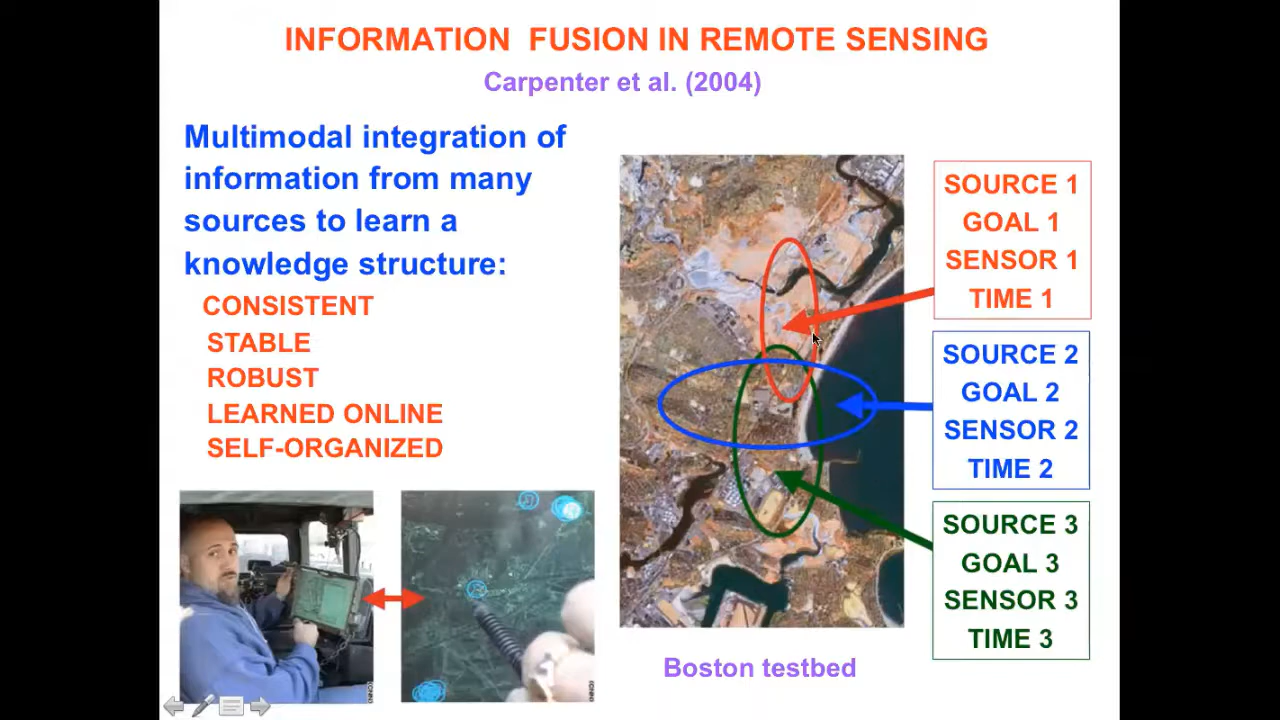 INFORMATION FUSION IN REMOTE SENSING
Carpenter et al. (2004)
Multimodal integration of
information from many
sources to learn a
knowledge structure:
CONSISTENT
STABLE
ROBUST
LEARNED ONLINE
SELF-ORGANIZED
SOURCE 1
GOAL 1
SENSOR 1
TIME 1
SOURCE 2
GOAL 2
SENSOR 2
TIME 2
SOURCE 3
GOAL 3
SENSOR 3
TIME 3
Boston testbed